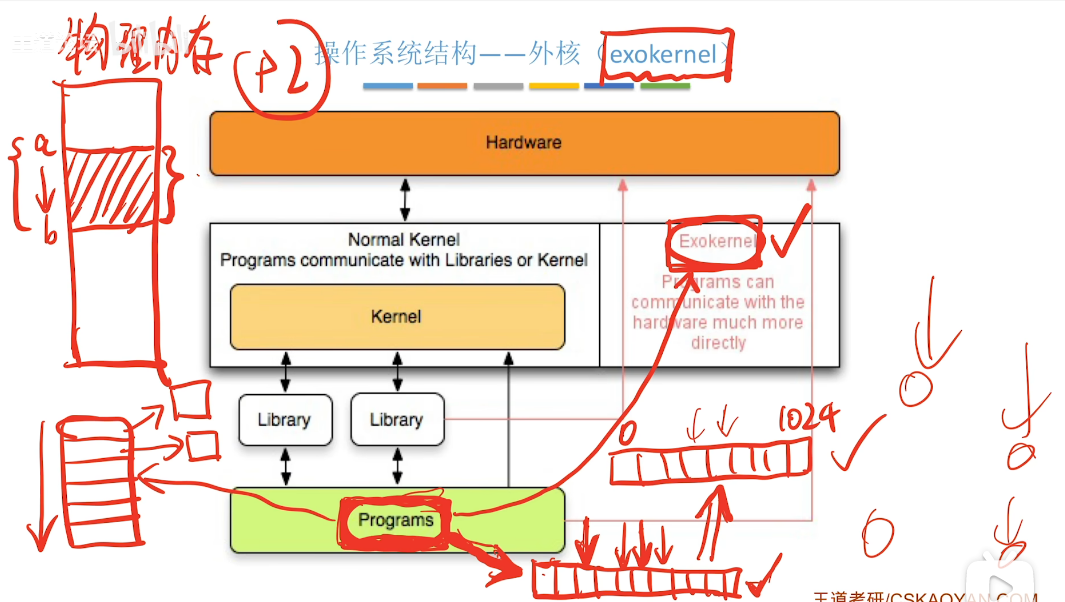 物理内存
P2
操作系统结构——外核（exokernel）
Hardware
a
b
Normal Kernel
Programs communicate with Libraries or Kernel
Kernel
Exokernel
Programs can
communicate with the
hardware much more
directly
Library
Library
0
1024
Programs
王道考研/CSKAOYAN.COM